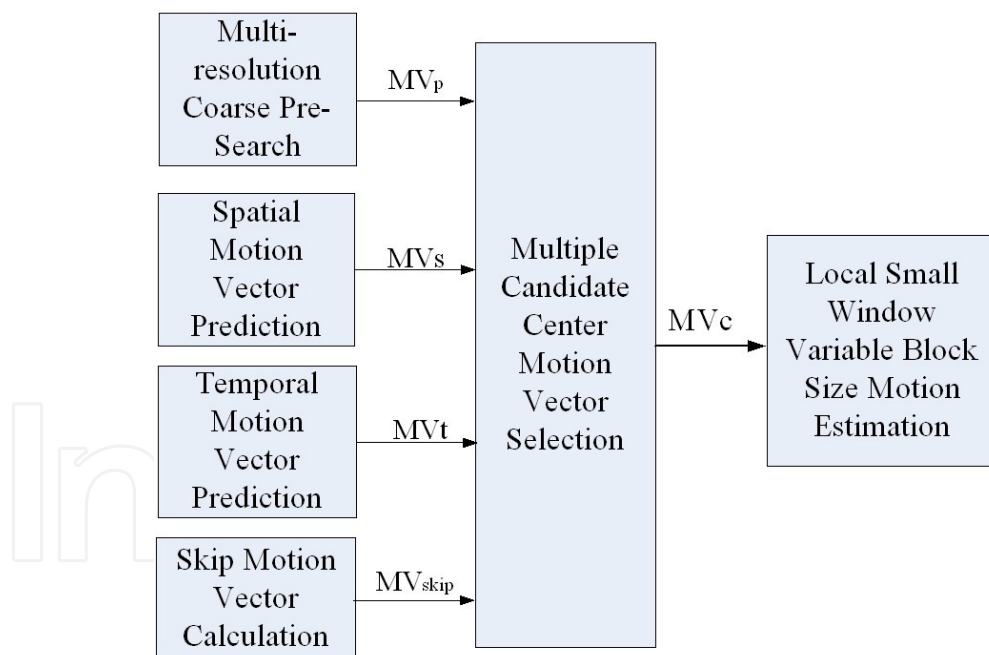 Multi-
resolution
Coarse Pre-
Search
MVp
Spatial
Motion
Vector
Prediction
MVs
Temporal
Motion
Vector
Prediction
MVt
Skip Motion
Vector
Calculation
MVskip
Multiple
Candidate
Center
Motion
Vector
Selection
MVc
Local Small
Window
Variable Block
Size Motion
Estimation
In